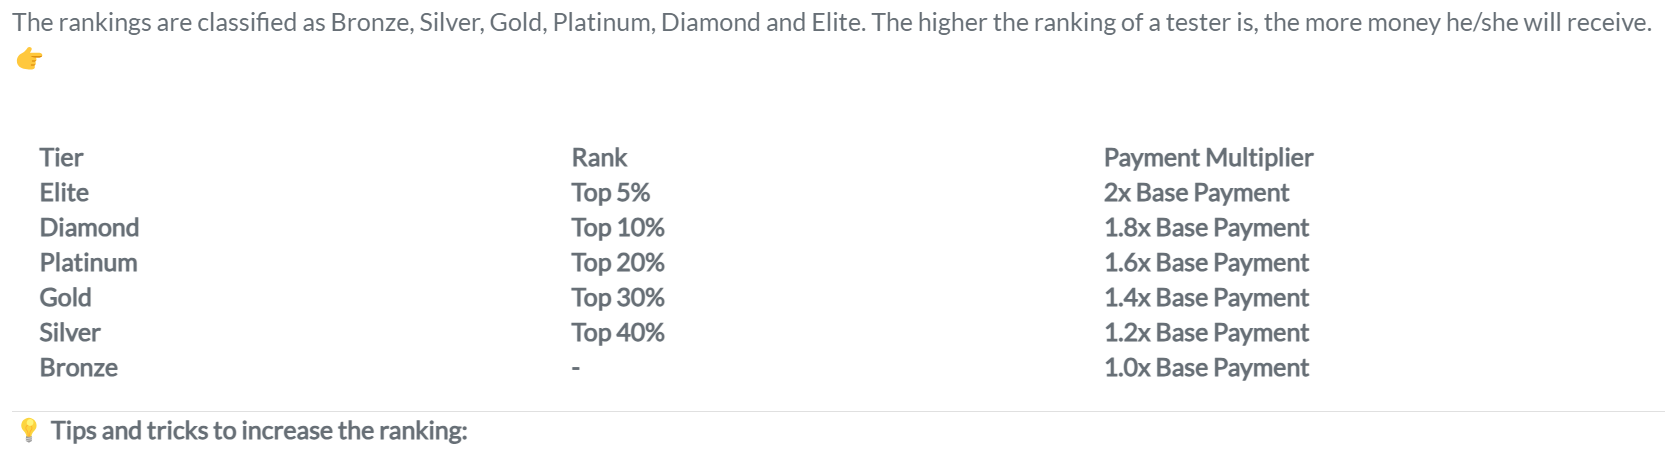 The rankings are classified as Bronze, Silver, Gold, Platinum, Diamond and Elite. The higher the ranking of a tester is, the more money he/she will receive.
👉
Tier Rank Payment Multiplier
Elite Top 5% 2x Base Payment
Diamond Top 10% 1.8x Base Payment
Platinum Top 20% 1.6x Base Payment
Gold Top 30% 1.4x Base Payment
Silver Top 40% 1.2x Base Payment
Bronze - 1.0x Base Payment
💡 Tips and tricks to increase the ranking: